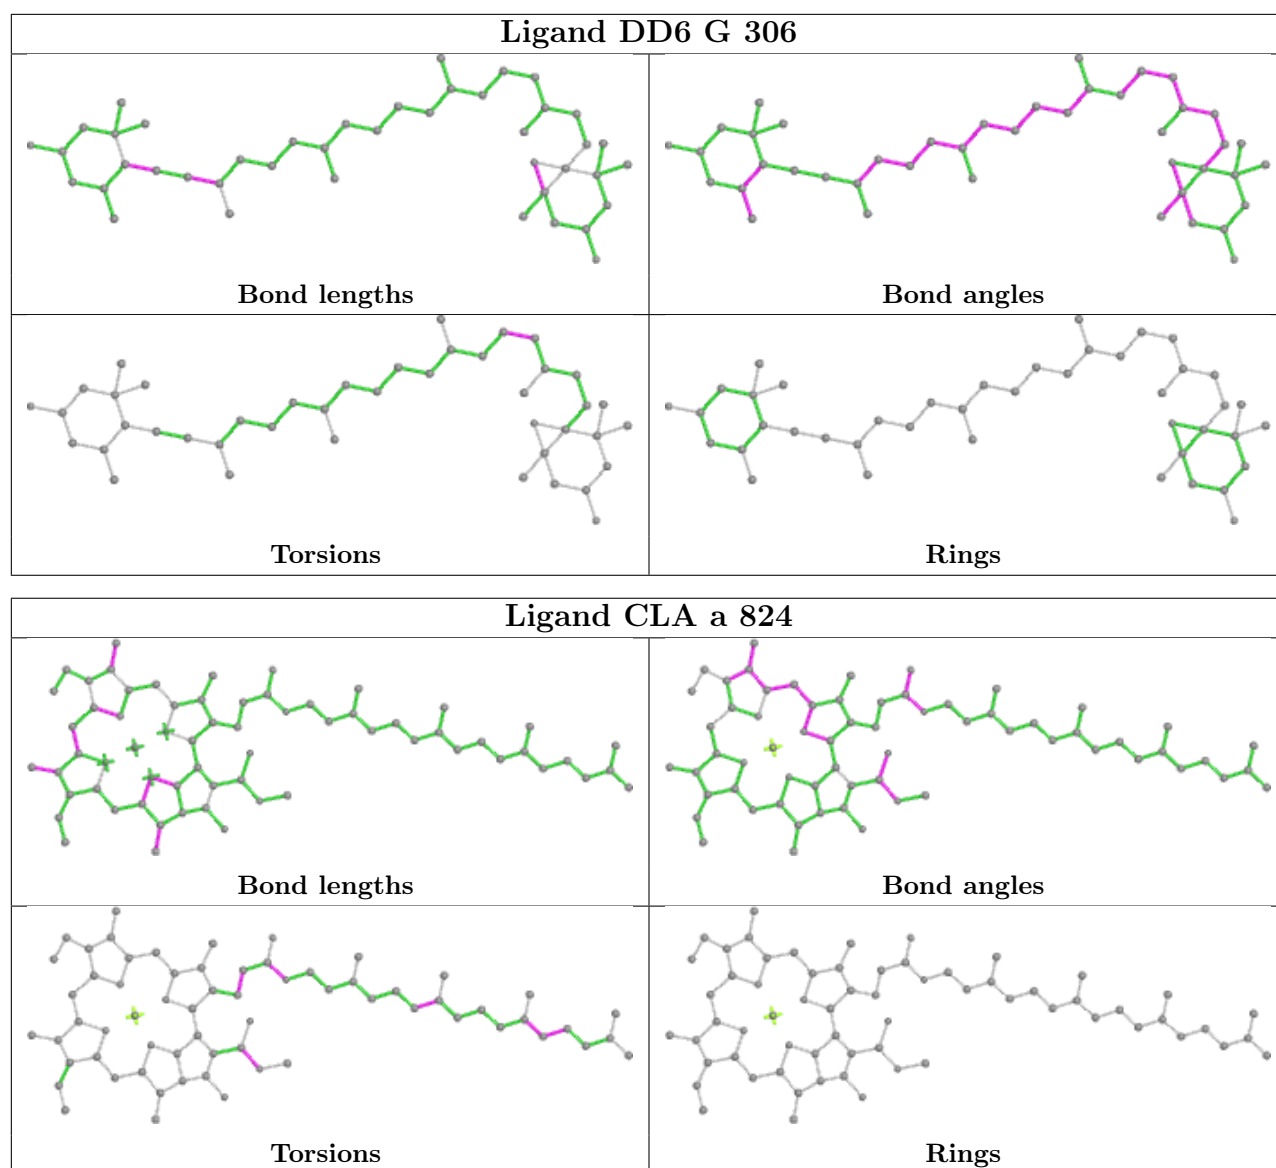 Ligand DD6 G 306
Bond lengths
Bond angles
Torsions
Rings
Ligand CLA a 824
Bond lengths
Bond angles
Torsions
Rings